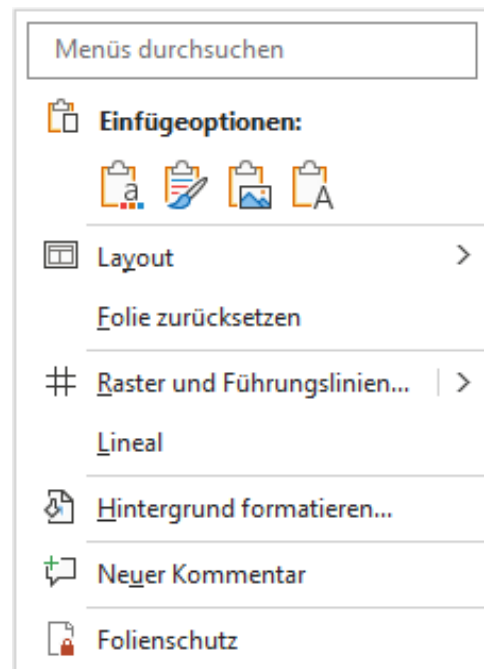 Menüs durchsuchen
Einfügeoptionen:
a A
Layout
Folie zurücksetzen
Raster und Führungslinien...
Lineal
Hintergrund formatieren...
Neuer Kommentar
Folienschutz